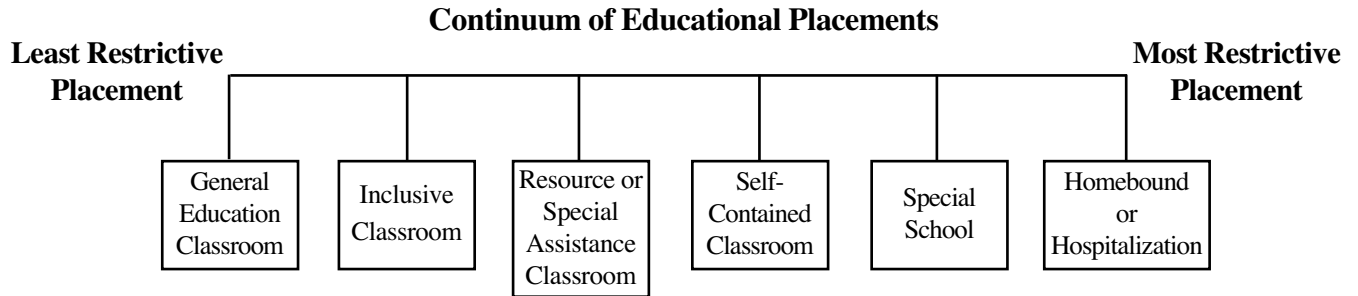 Continuum of Educational Placements
Least Restrictive
Placement
Most Restrictive
Placement
General
Education
Classroom
Inclusive
Classroom
Resource or
Special
Assistance
Classroom
Self-
Contained
Classroom
Special
School
Homebound
or
Hospitalization